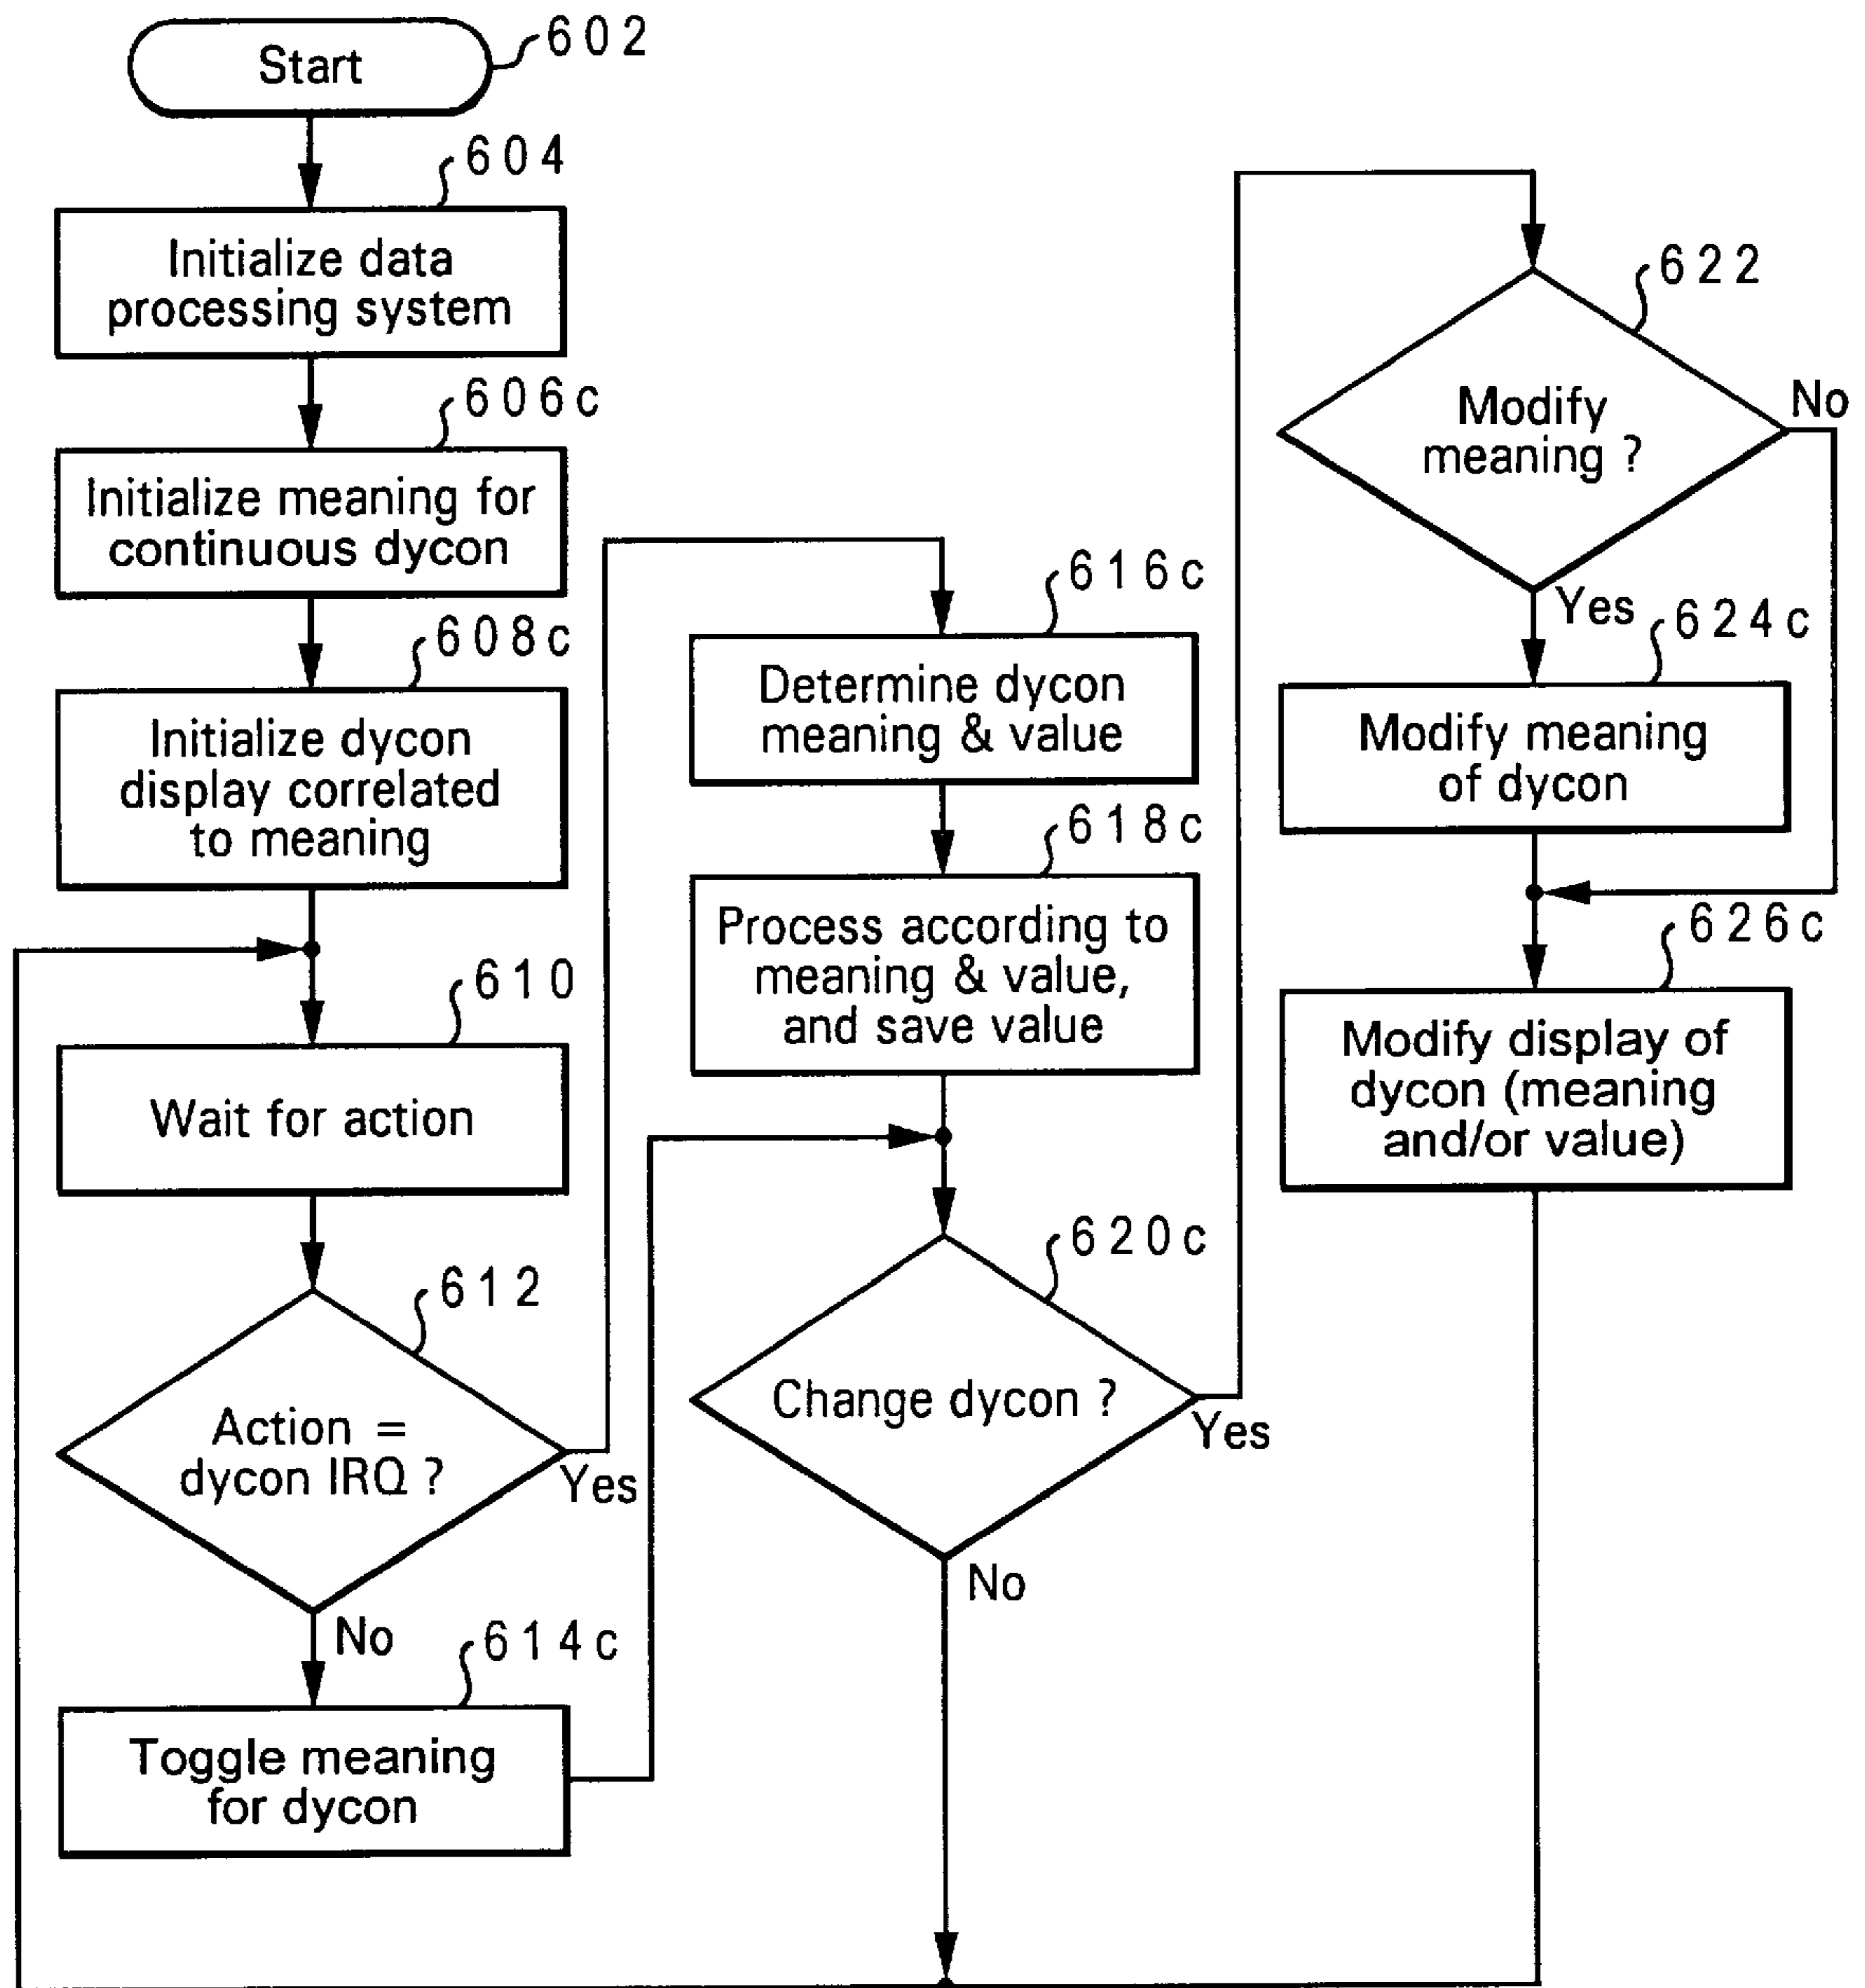 Start
602
604
Initialize data
processing system
606c
Initialize meaning for
continuous dycon
608c
Initialize dycon
display correlated
to meaning
610
Wait for action
612
Action =
dycon IRQ ?
Yes
No
614c
Toggle meaning
for dycon
616c
Determine dycon
meaning & value
618c
Process according to
meaning & value,
and save value
620c
Change dycon ?
Yes
No
622
Modify
meaning ?
No
Yes
624c
Modify meaning
of dycon
626c
Modify display of
dycon (meaning
and/or value)